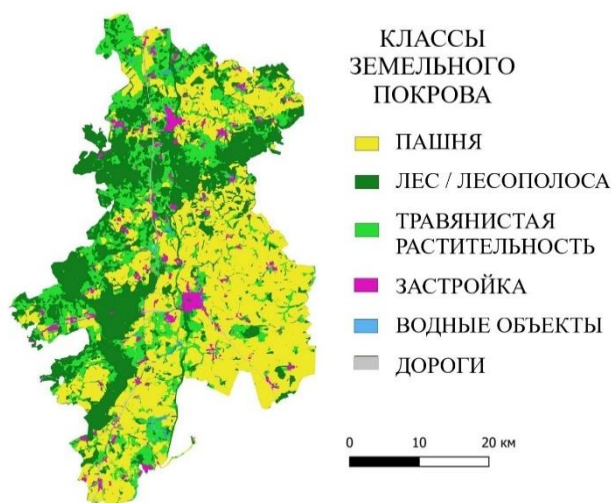 КЛАССЫ
ЗЕМЕЛЬНОГО
ПОКРОВА
ПАШНЯ
ЛЕС / ЛЕСОПОЛОСА
ТРАВЯНИСТАЯ
РАСТИТЕЛЬНОСТЬ
ЗАСТРОЙКА
ВОДНЫЕ ОБЪЕКТЫ
ДОРОГИ
0 10 20 км